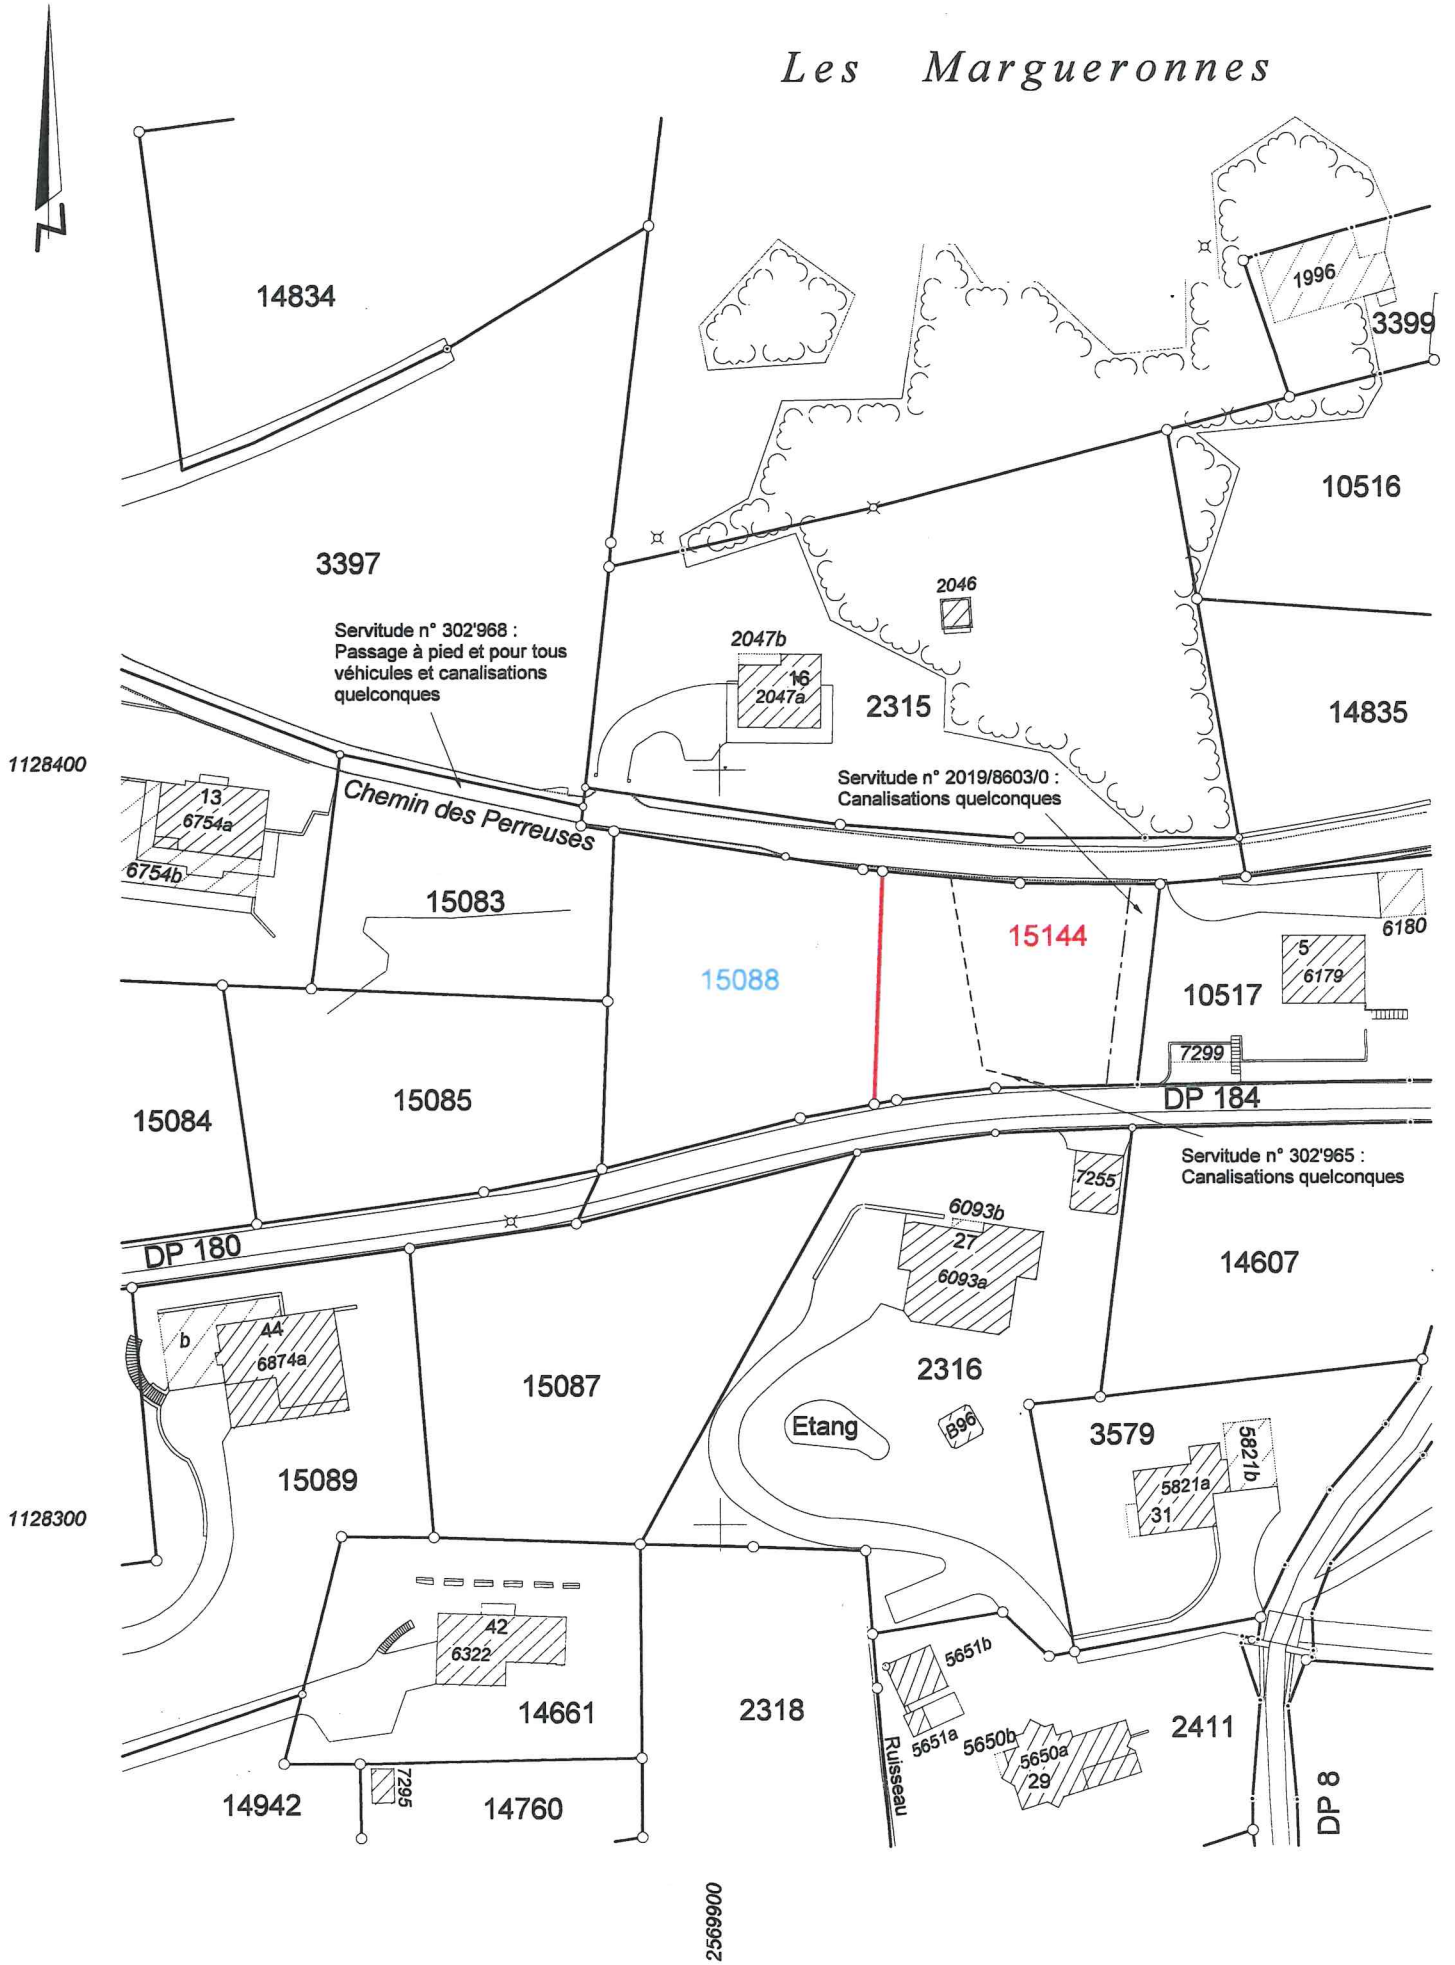 Les Margueronnes
N
14834
1996
3399
10516
3397
2046
Servitude n° 302'968 :
Passage à pied et pour tous
véhicules et canalisations
quelconques
2047b
16
2047a
2315
14835
1128400
Servitude n° 2019/8603/0 :
Canalisations quelconques
Chemin des Perreuses
13
6754a
6754b
15083
15144
6180
5
6179
15088
10517
7299
15085
DP 184
15084
Servitude n° 302'965 :
Canalisations quelconques
7255
6093b
27
6093a
DP 180
14607
b
44
6874a
2316
15087
Etang
B96
3579
5821b
5821a
31
15089
1128300
42
6322
5651b
14661
2318
5651a
5650b
5650a
29
2411
Ruisseau
7295
14942
14760
DP 8
2569900